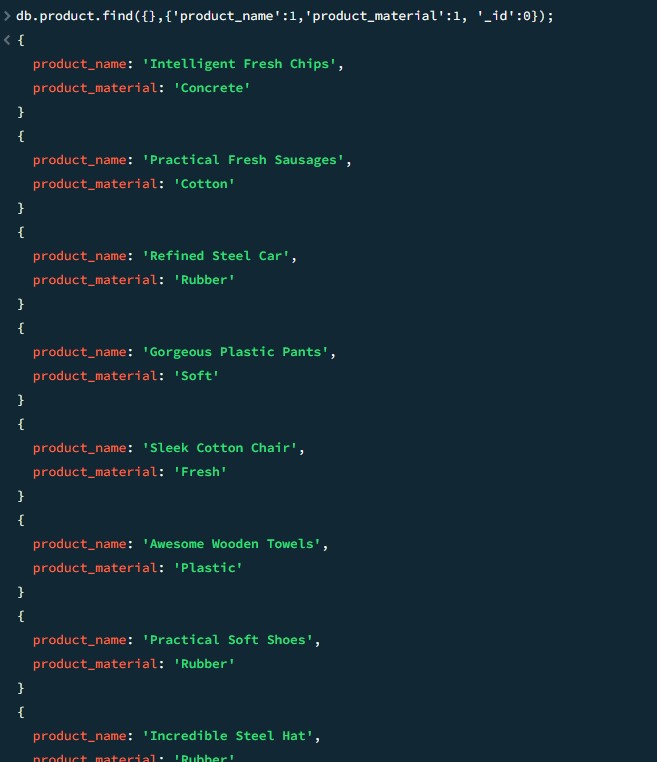 > db.product.find({},{'product_name':1,'product_material':1, '_id':0});
< {
product_name: 'Intelligent Fresh Chips',
product_material: 'Concrete'
}
{
product_name: 'Practical Fresh Sausages',
product_material: 'Cotton'
}
{
product_name: 'Refined Steel Car',
product_material: 'Rubber'
}
{
product_name: 'Gorgeous Plastic Pants',
product_material: 'Soft'
}
{
product_name: 'Sleek Cotton Chair',
product_material: 'Fresh'
}
{
product_name: 'Awesome Wooden Towels',
product_material: 'Plastic'
}
{
product_name: 'Practical Soft Shoes',
product_material: 'Rubber'
}
{
product_name: 'Incredible Steel Hat',
product_material: 'Rubber'